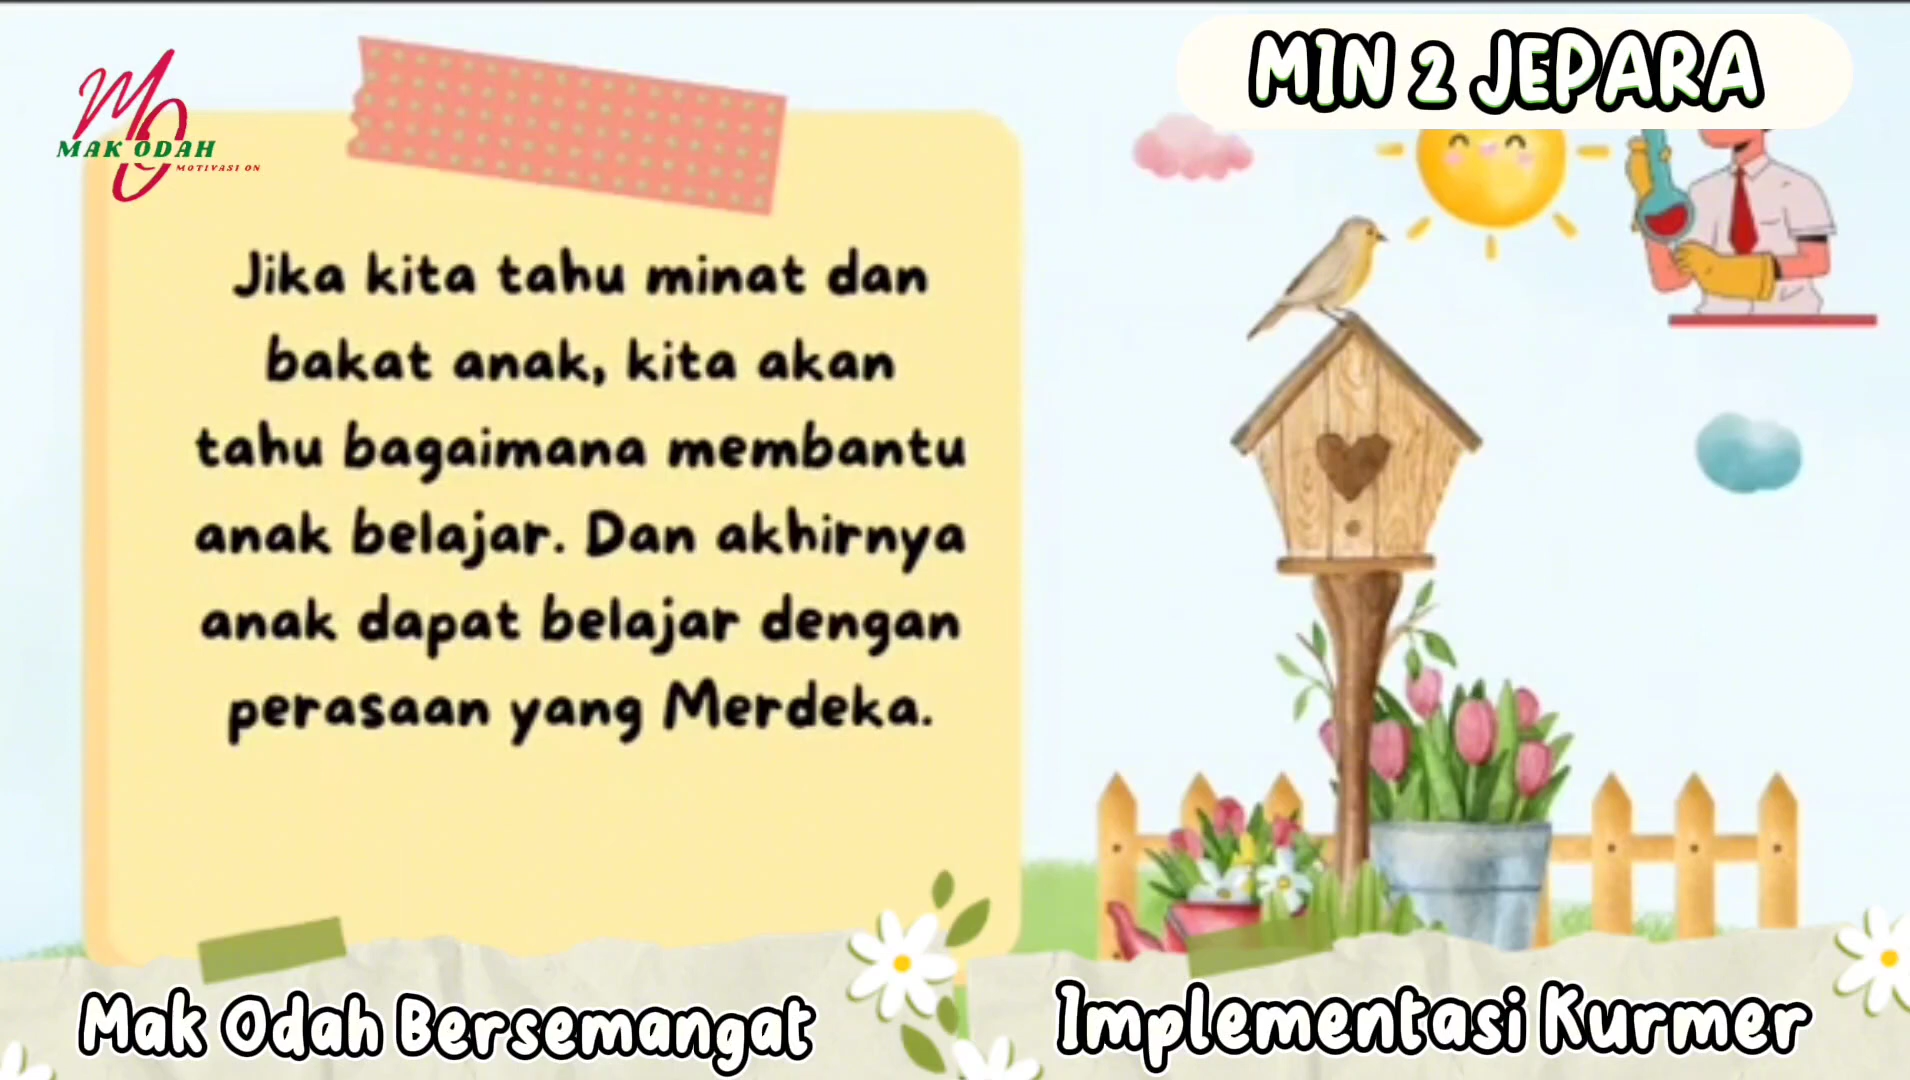 MAK ODAH
MOTIVASI ON
MIN 2 JEPARA
Jika kita tahu minat dan
bakat anak, kita akan
tahu bagaimana membantu
anak belajar. Dan akhirnya
anak dapat belajar dengan
perasaan yang Merdeka.
Mak Odah Bersemangat
Implementasi Kurmer